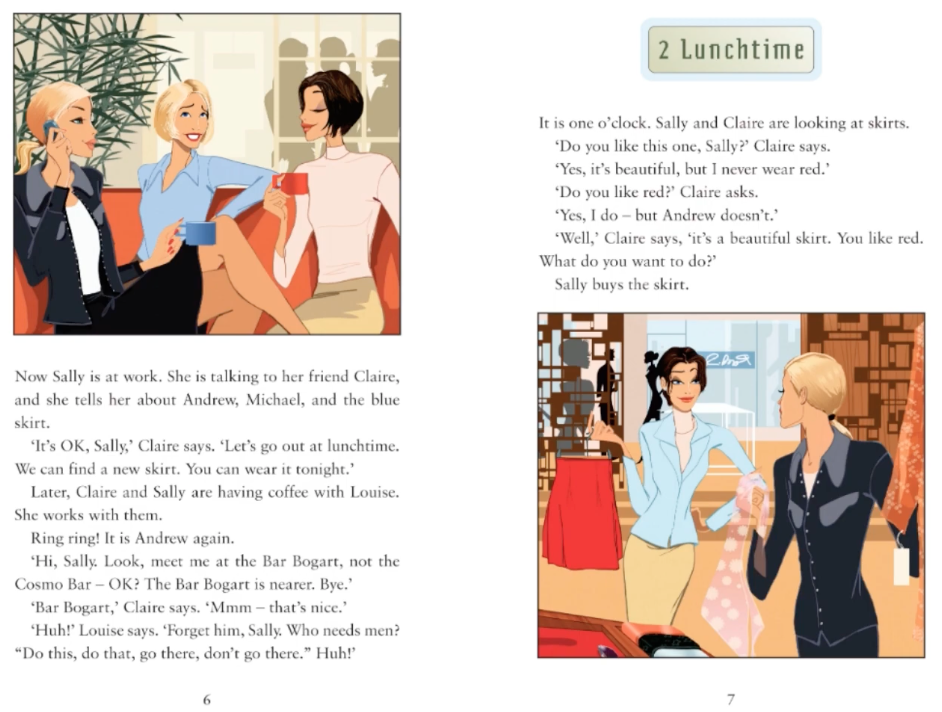 Now Sally is at work. She is talking to her friend Claire,
and she tells her about Andrew, Michael, and the blue
skirt.
‘It’s OK, Sally,’ Claire says. ‘Let’s go out at lunchtime.
We can find a new skirt. You can wear it tonight.’
Later, Claire and Sally are having coffee with Louise.
She works with them.
Ring ring! It is Andrew again.
‘Hi, Sally. Look, meet me at the Bar Bogart, not the
Cosmo Bar – OK? The Bar Bogart is nearer. Bye.’
‘Bar Bogart,’ Claire says. ‘Mmm – that’s nice.’
‘Huh!’ Louise says. ‘Forget him, Sally. Who needs men?
“Do this, do that, go there, don’t go there.” Huh!’
6
2 Lunchtime
It is one o’clock. Sally and Claire are looking at skirts.
‘Do you like this one, Sally?’ Claire says.
‘Yes, it’s beautiful, but I never wear red.’
‘Do you like red?’ Claire asks.
‘Yes, I do – but Andrew doesn’t.’
‘Well,’ Claire says, ‘it’s a beautiful skirt. You like red.
What do you want to do?’
Sally buys the skirt.
7